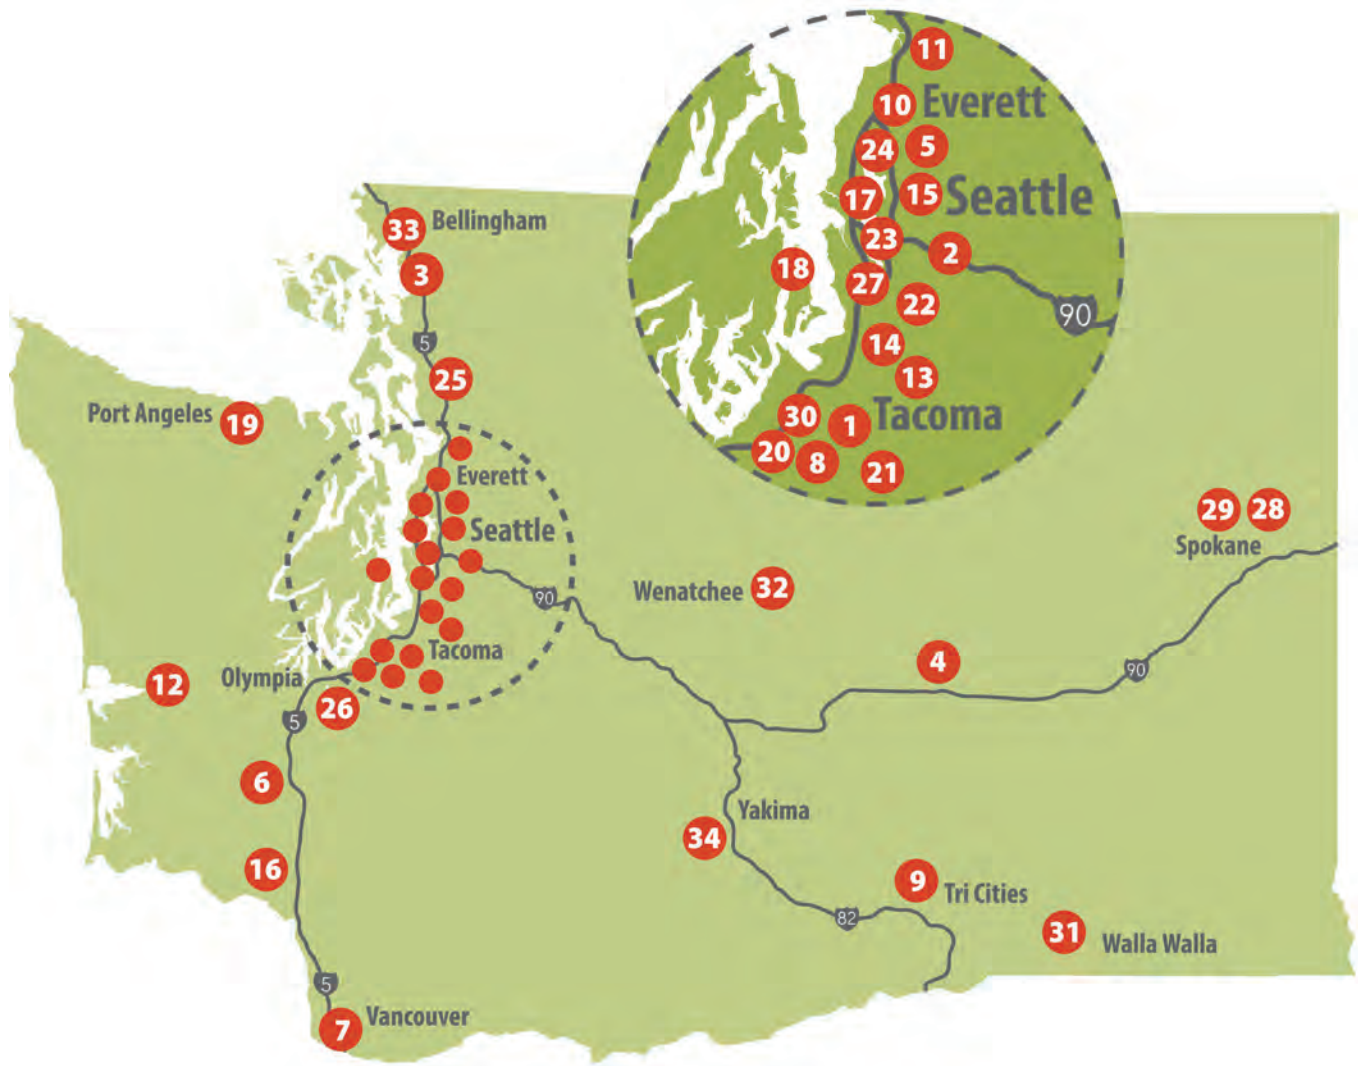 11
10 Everett
24 5
17 15 Seattle
23 2
18 27
22
90
14
13
30 1 Tacoma
20 8 21
33 Bellingham
3
5
25
Port Angeles 19
Everett
Seattle
90
Tacoma
Olympia
12
26
5
6
16
5
7 Vancouver
29 28
Spokane
Wenatchee 32
4
90
Yakima
34
9
Tri Cities
82
31 Walla Walla